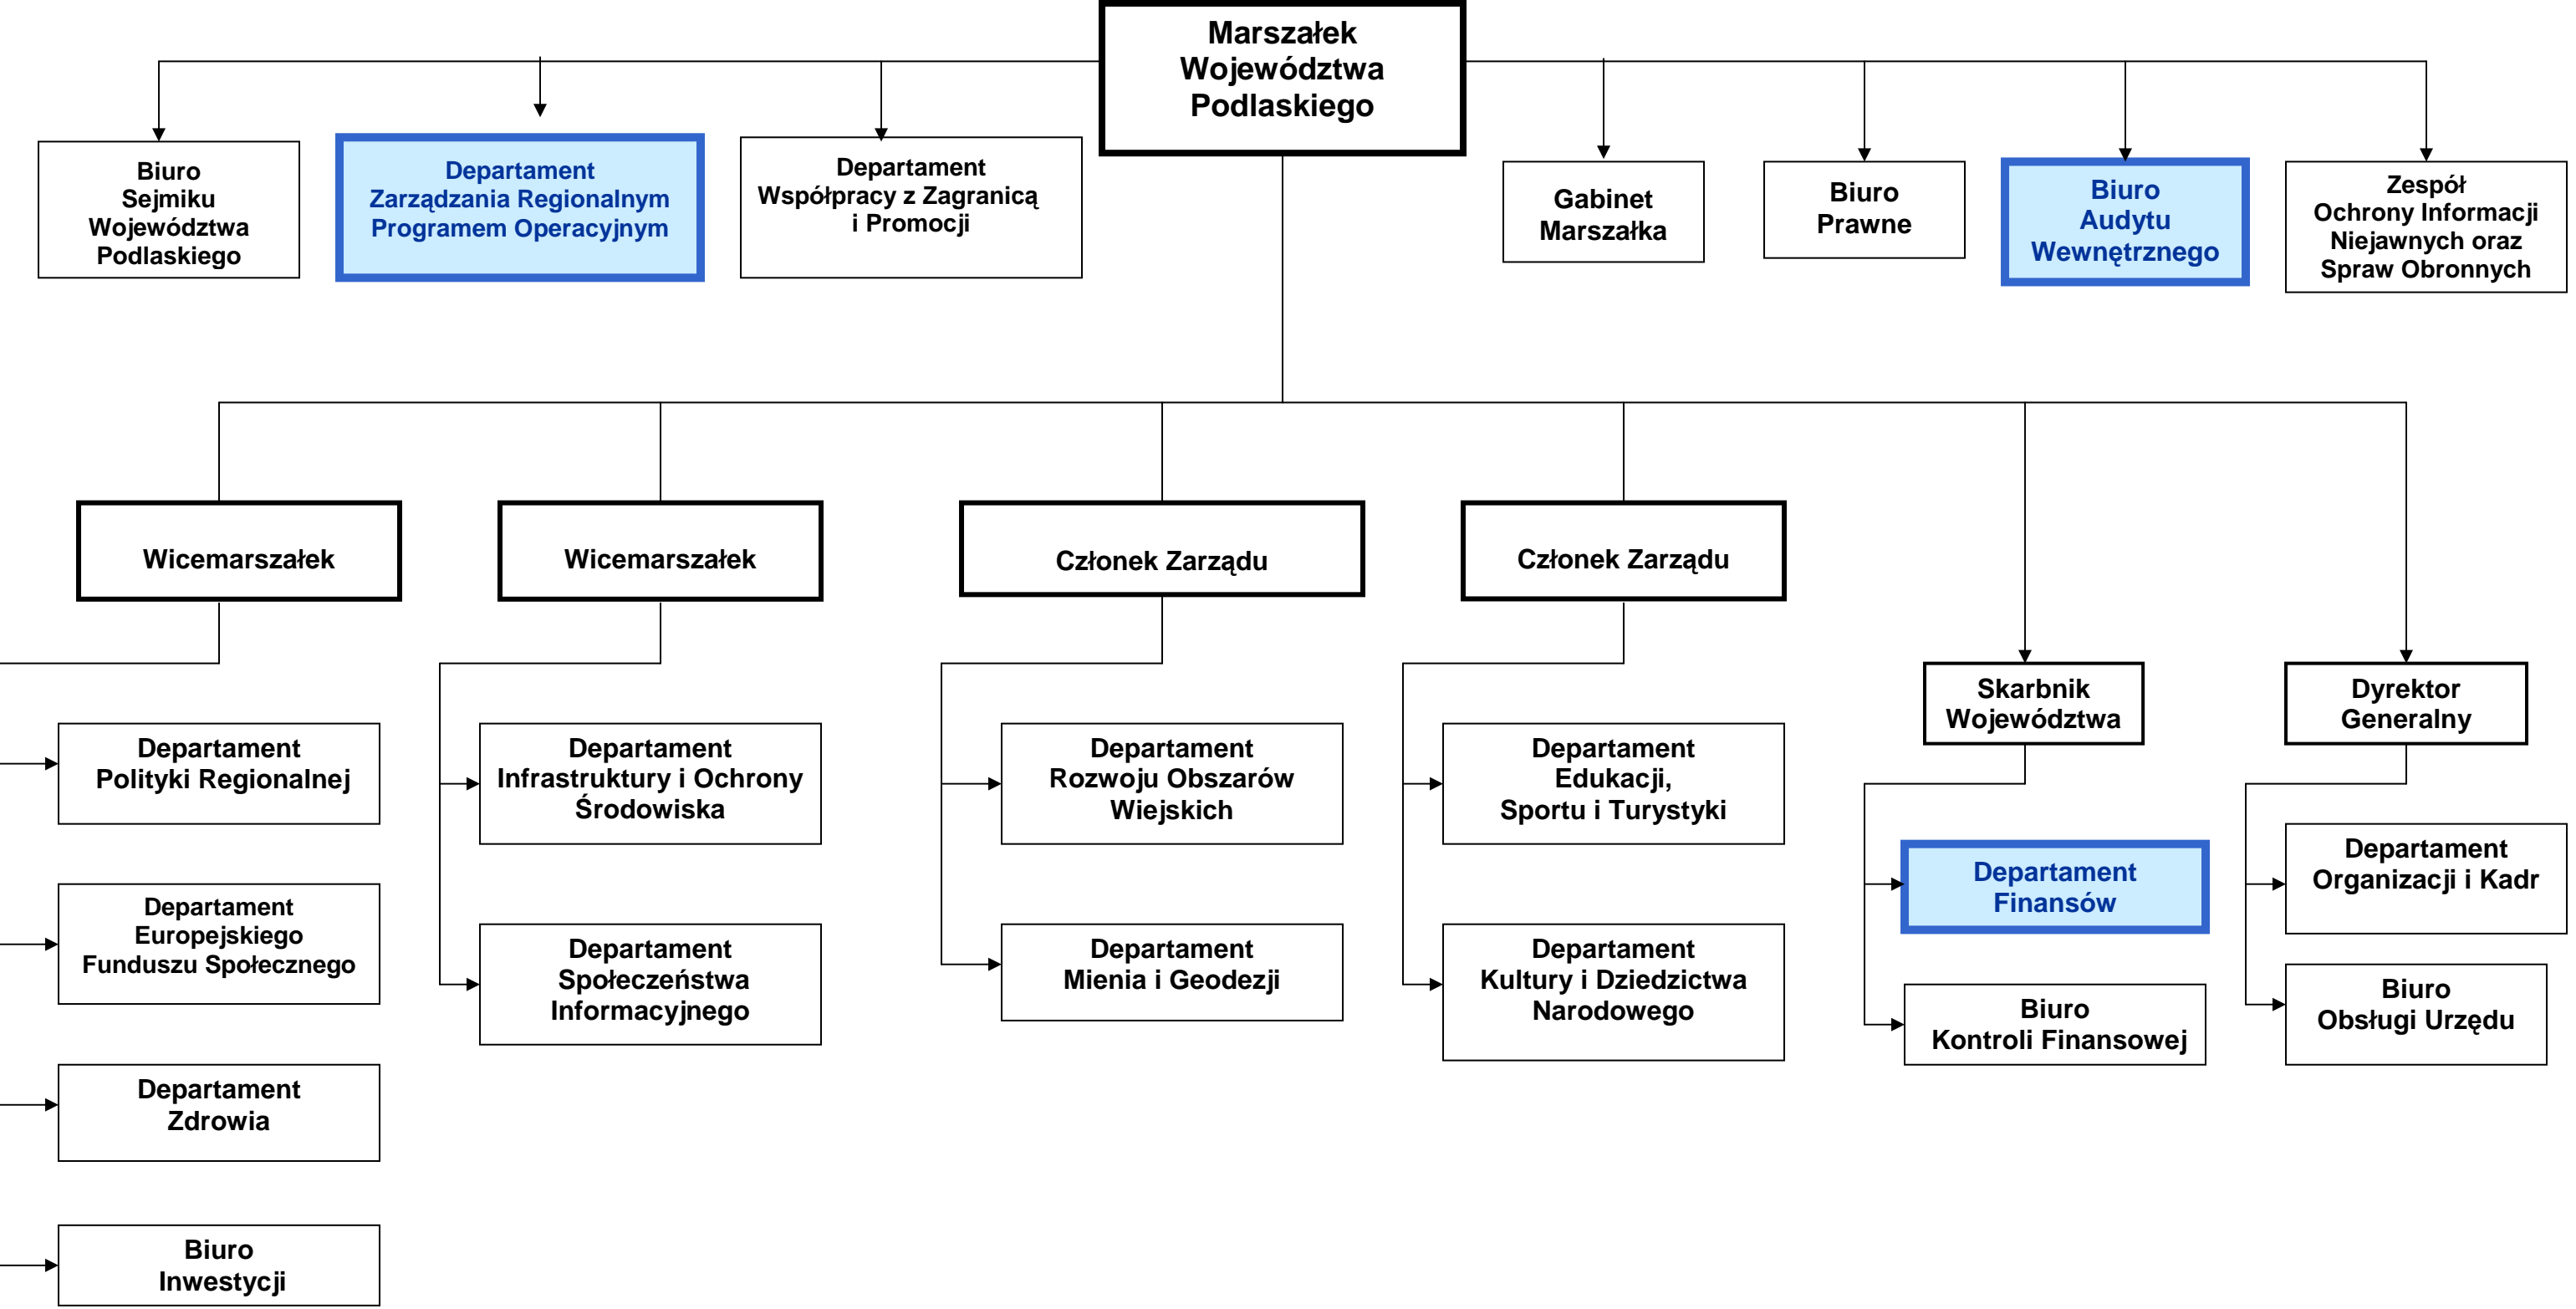 Marszałek
Województwa
Podlaskiego
Biuro
Sejmiku
Województwa
Podlaskiego
Departament
Zarządzania Regionalnym
Programem Operacyjnym
Departament
Współpracy z Zagranicą
i Promocji
Gabinet
Marszałka
Biuro
Prawne
Biuro
Audytu
Wewnętrznego
Zespół
Ochrony Informacji
Niejawnych oraz
Spraw Obronnych
Wicemarszałek
Wicemarszałek
Członek Zarządu
Członek Zarządu
Skarbnik
Województwa
Dyrektor
Generalny
Departament
Polityki Regionalnej
Departament
Europejskiego
Funduszu Społecznego
Departament
Zdrowia
Biuro
Inwestycji
Departament
Infrastruktury i Ochrony
Środowiska
Departament
Społeczeństwa
Informacyjnego
Departament
Rozwoju Obszarów
Wiejskich
Departament
Mienia i Geodezji
Departament
Edukacji,
Sportu i Turystyki
Departament
Kultury i Dziedzictwa
Narodowego
Departament
Finansów
Biuro
Kontroli Finansowej
Departament
Organizacji i Kadr
Biuro
Obsługi Urzędu